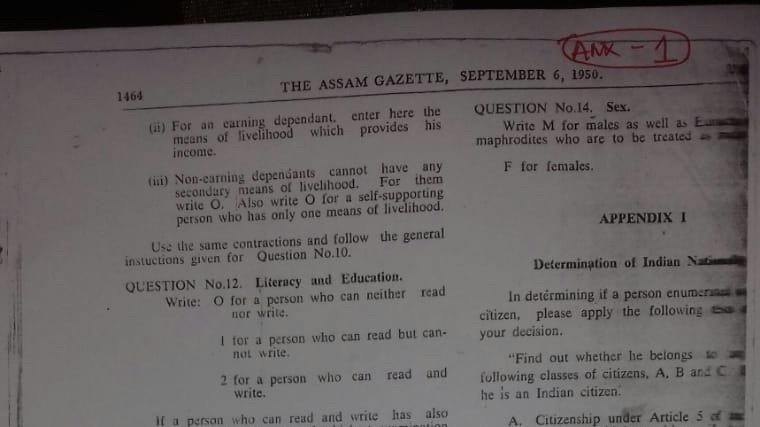 ANX - 1
1464
THE ASSAM GAZETTE, SEPTEMBER 6, 1950.
(ii) For an earning dependant, enter here the
means of livelihood which provides his
income.
(iii) Non-earning dependants cannot have any
secondary means of livelihood. For them
write O. Also write O for a self-supporting
person who has only one means of livelihood.
Use the same contractions and follow the general
instuctions given for Question No.10.
QUESTION No.12. Literacy and Education.
Write: O for a person who can neither read
nor write.
1 for a person who can read but can-
not write.
2 for a person who can read and
write.
If a person who can read and write has also
QUESTION No.14. Sex.
Write M for males as well as
maphrodites who are to be treated
F for females.
APPENDIX I
Determination of Indian
In determining if a person
citizen, please apply the following
your decision.
"Find out whether he belongs to
following classes of citizens, A, B and C
he is an Indian citizen.
A. Citizenship under Article 5 of